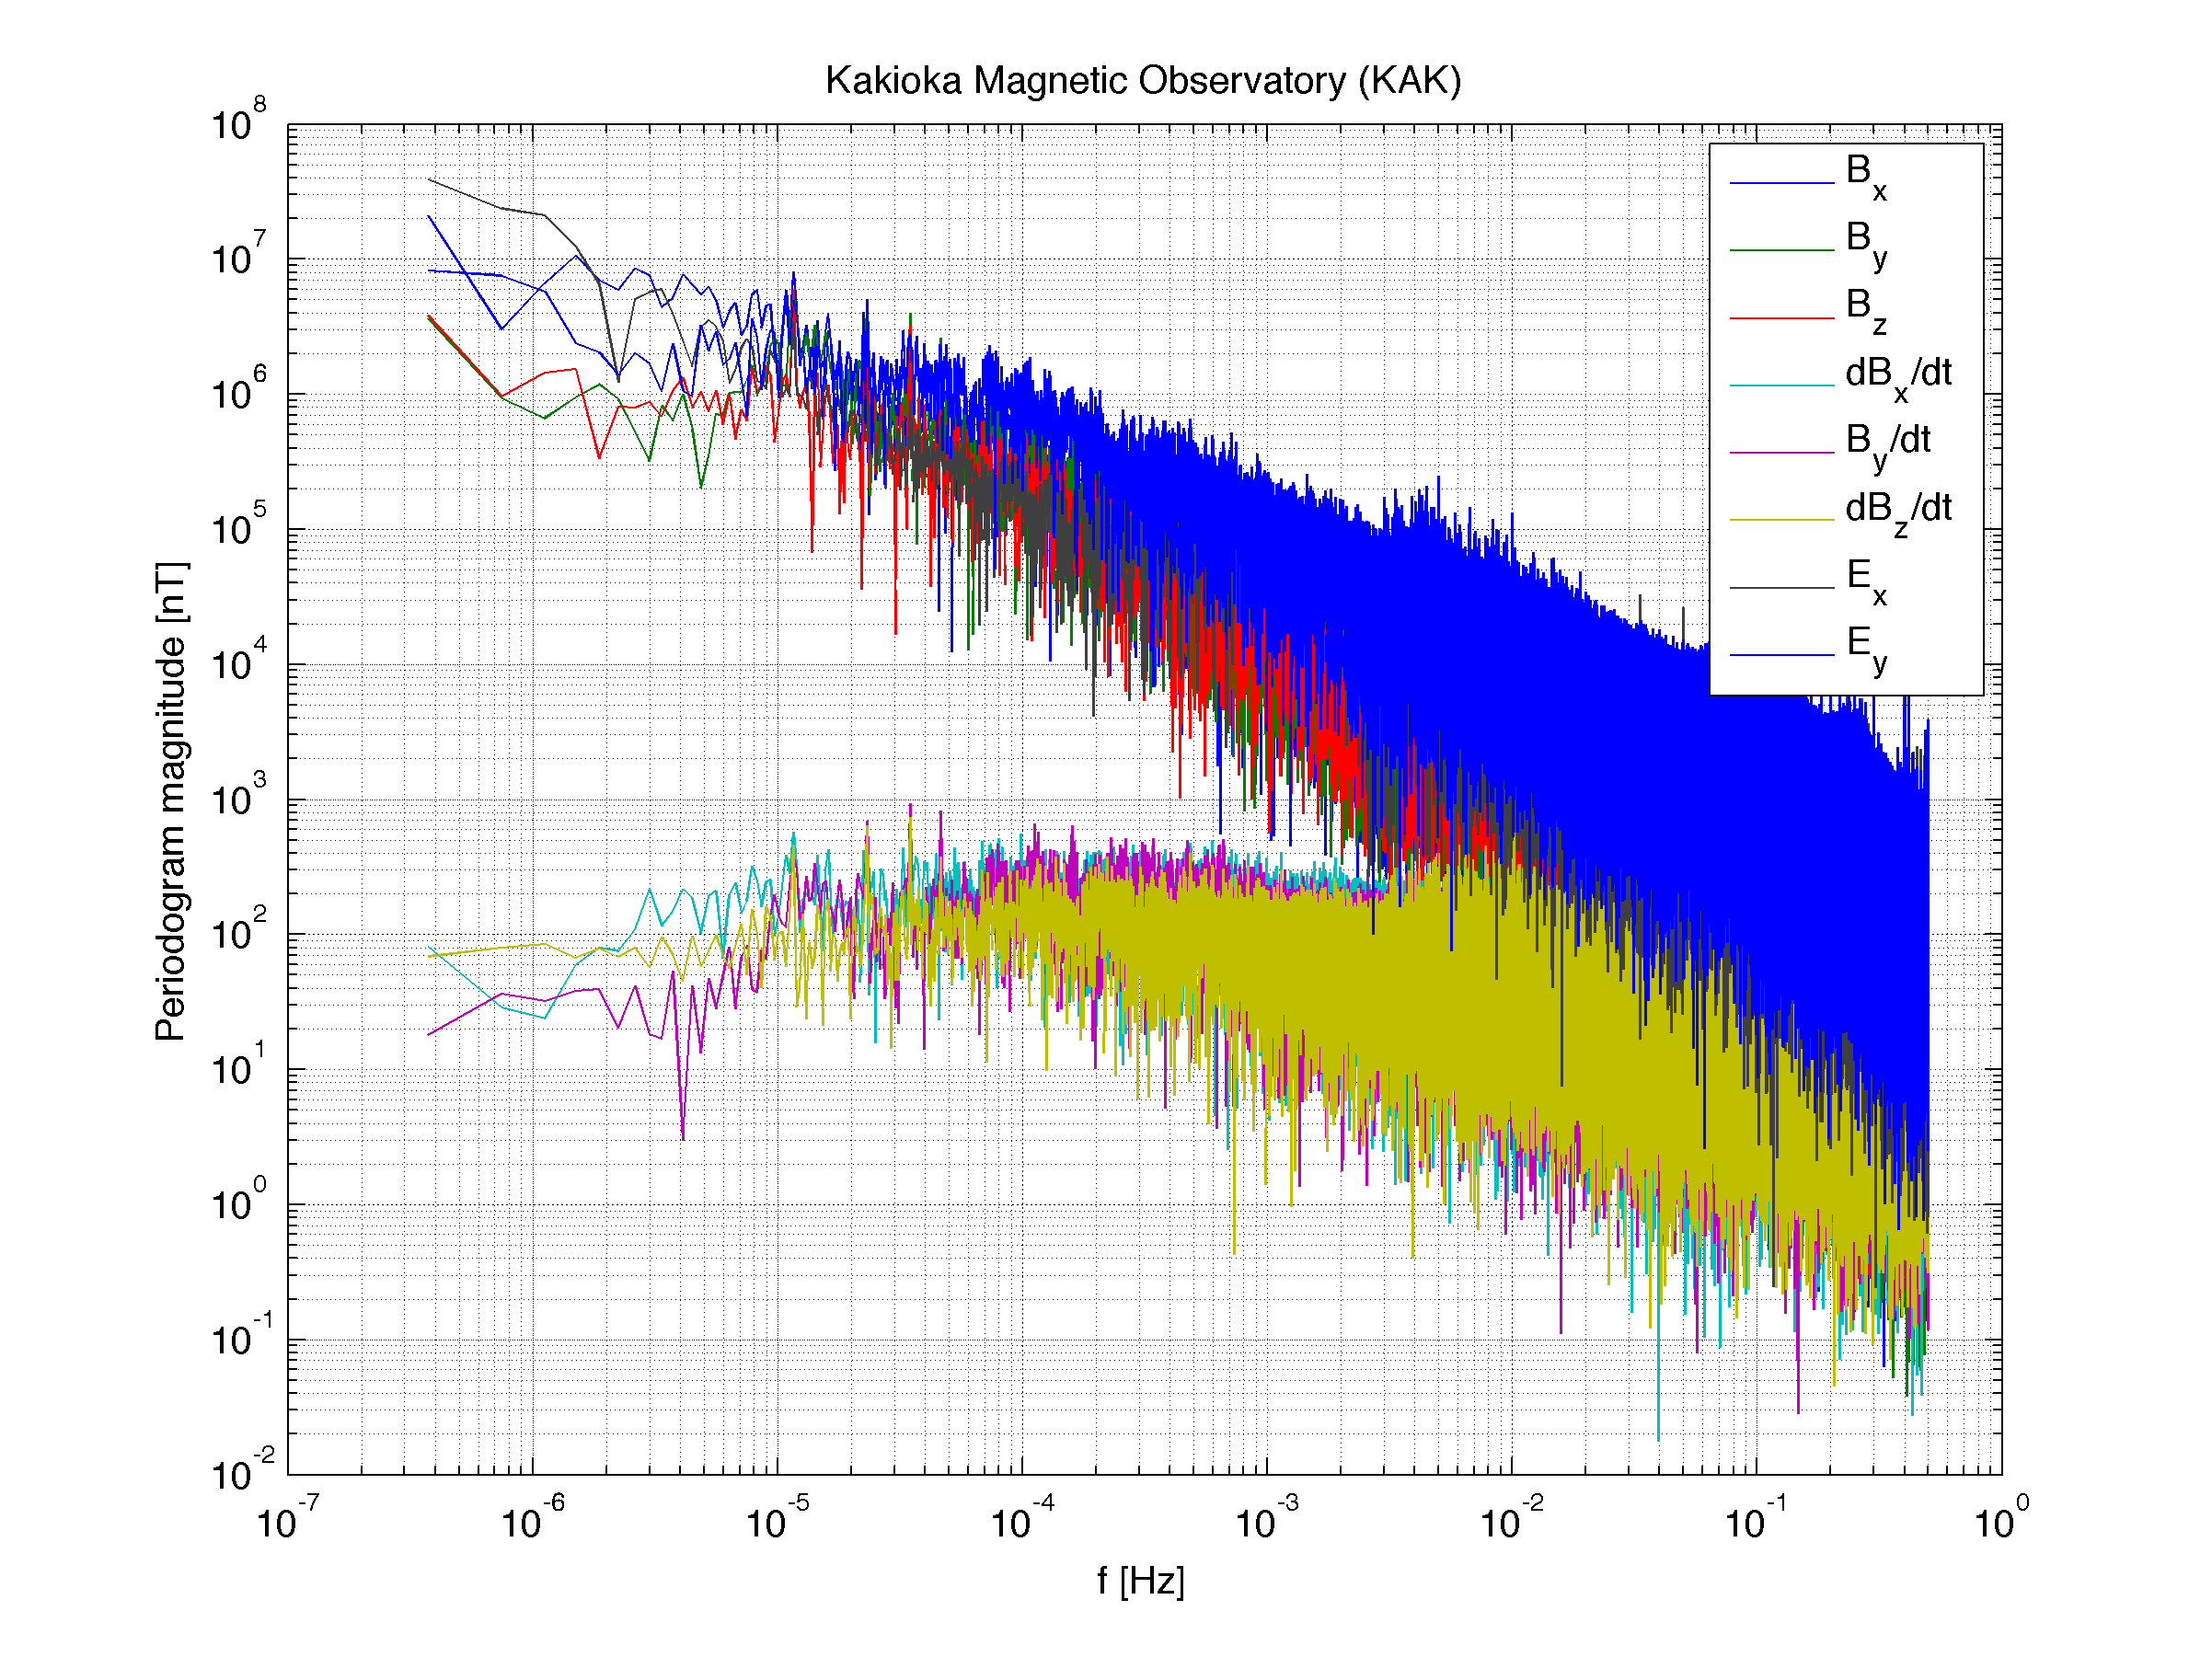 Kakioka Magnetic Observatory (KAK)
10^8
10^7
10^6
10^5
10^4
10^3
10^2
10^1
10^0
10^-1
10^-2
Periodogram magnitude [nT]
B_x
B_y
B_z
dB_x/dt
B_y/dt
dB_z/dt
E_x
E_y
10^-7 10^-6 10^-5 10^-4 10^-3 10^-2 10^-1 10^0
f [Hz]